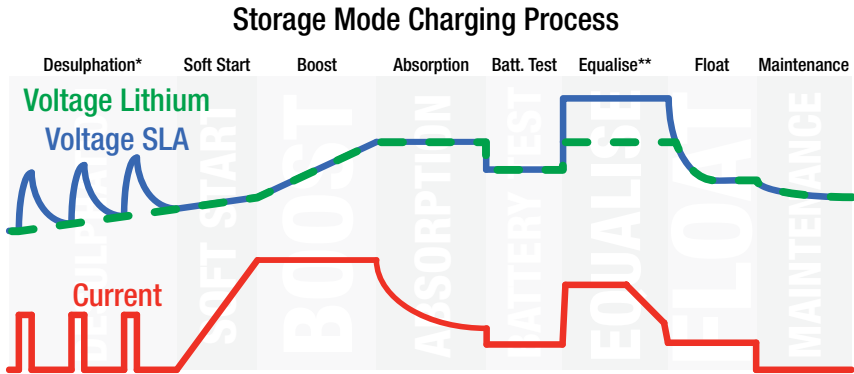 Storage Mode Charging Process
Desulphation* Soft Start Boost Absorption Batt. Test Equalise** Float Maintenance
Voltage Lithium
Voltage SLA
Current
DESULPHATION
SOFT START
BOOST
ABSORPTION
BATTERY TEST
EQUALISE
FLOAT
MAINTENANCE